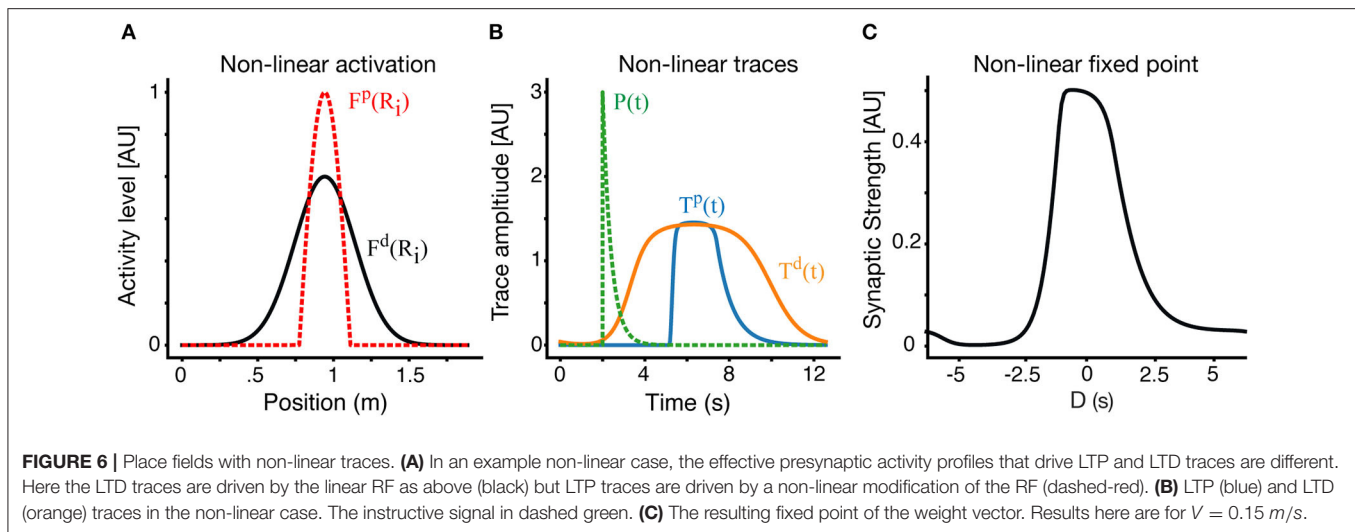 A
Non-linear activation
1
0
Activity level [AU]
F^p(R_i)
F^d(R_i)
0
.5
1
1.5
Position (m)
B
Non-linear traces
3
2
1
0
Trace ampltiude [AU]
P(t)
T^p(t)
T^d(t)
0
4
8
12
Time (s)
C
Non-linear fixed point
0.4
0.2
0
Synaptic Strength [AU]
-5
-2.5
0
2.5
5
D (s)
FIGURE 6 | Place fields with non-linear traces. (A) In an example non-linear case, the effective presynaptic activity profiles that drive LTP and LTD traces are different.
Here the LTD traces are driven by the linear RF as above (black) but LTP traces are driven by a non-linear modification of the RF (dashed-red). (B) LTP (blue) and LTD
(orange) traces in the non-linear case. The instructive signal in dashed green. (C) The resulting fixed point of the weight vector. Results here are for V = 0.15 m/s.